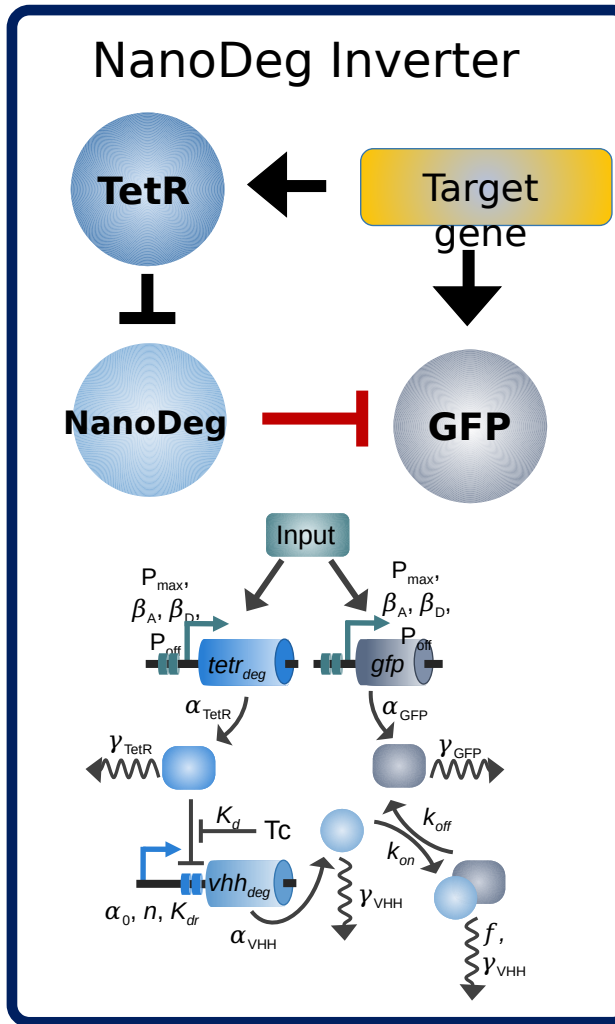 NanoDeg Inverter
TetR
Target
gene
NanoDeg
GFP
Input
Pmax,
βA, βD,
Poff
Pmax,
βA, βD,
Poff
tetrdeg
gfp
αTetR
αGFP
γTetR
γGFP
Kd
Tc
koff
kon
vhhdeg
α0, n, Kdr
αVHH
γVHH
f,
γVHH